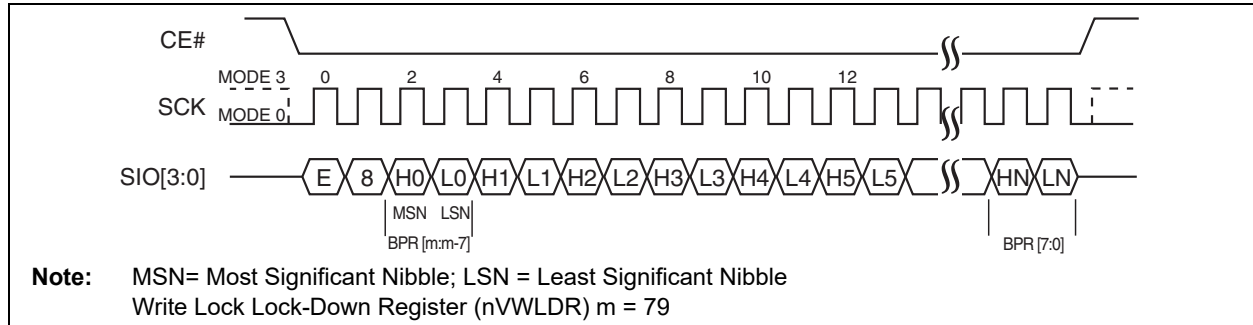 CE#
MODE 3 0 2 4 6 8 10 12
SCK
MODE 0
SIO[3:0] E 8 H0 L0 H1 L1 H2 L2 H3 L3 H4 L4 H5 L5 HN LN
MSN LSN
BPR [m:m-7] BPR [7:0]
Note: MSN= Most Significant Nibble; LSN = Least Significant Nibble
Write Lock Lock-Down Register (nVWLDR) m = 79